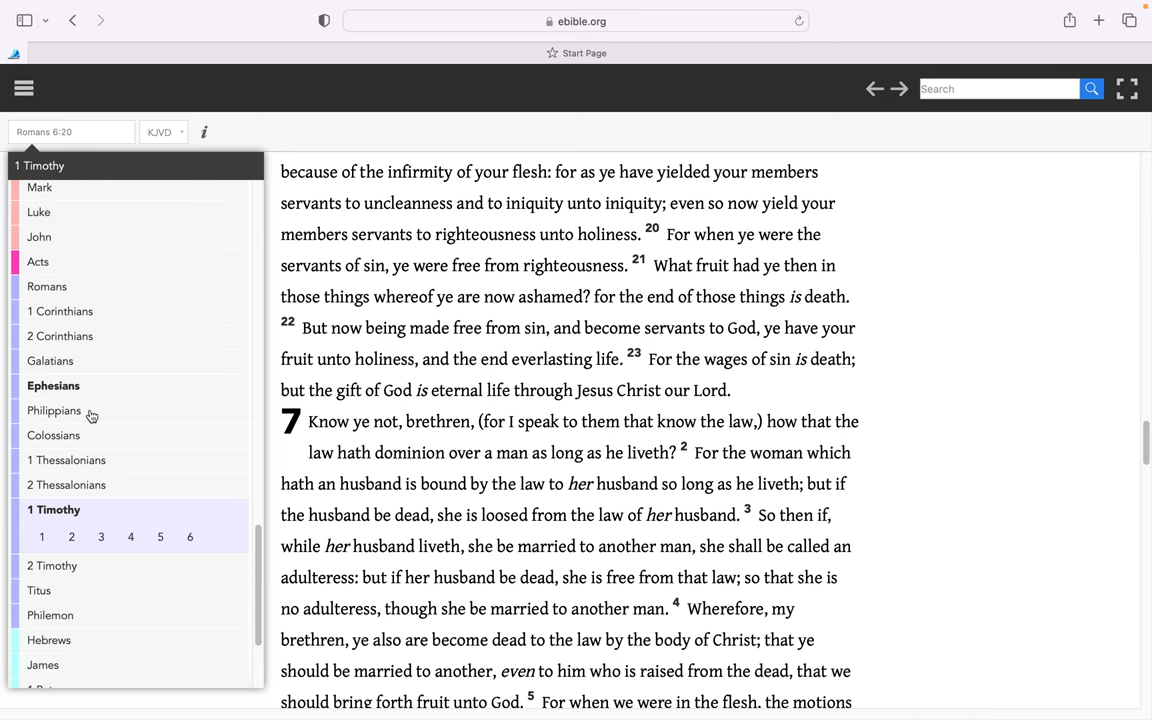 ebible.org
Start Page
Search
Romans 6:20
KJVD
i
1 Timothy
Mark
Luke
John
Acts
Romans
1 Corinthians
2 Corinthians
Galatians
Ephesians
Philippians
Colossians
1 Thessalonians
2 Thessalonians
1 Timothy
1 2 3 4 5 6
2 Timothy
Titus
Philemon
Hebrews
James
because of the infirmity of your flesh: for as ye have yielded your members
servants to uncleanness and to iniquity unto iniquity; even so now yield your
members servants to righteousness unto holiness. 20 For when ye were the
servants of sin, ye were free from righteousness. 21 What fruit had ye then in
those things whereof ye are now ashamed? for the end of those things is death.
22 But now being made free from sin, and become servants to God, ye have your
fruit unto holiness, and the end everlasting life. 23 For the wages of sin is death;
but the gift of God is eternal life through Jesus Christ our Lord.
7 Know ye not, brethren, (for I speak to them that know the law,) how that the
law hath dominion over a man as long as he liveth? 2 For the woman which
hath an husband is bound by the law to her husband so long as he liveth; but if
the husband be dead, she is loosed from the law of her husband. 3 So then if,
while her husband liveth, she be married to another man, she shall be called an
adulteress: but if her husband be dead, she is free from that law; so that she is
no adulteress, though she be married to another man. 4 Wherefore, my
brethren, ye also are become dead to the law by the body of Christ; that ye
should be married to another, even to him who is raised from the dead, that we
should bring forth fruit unto God. 5 For when we were in the flesh, the motions